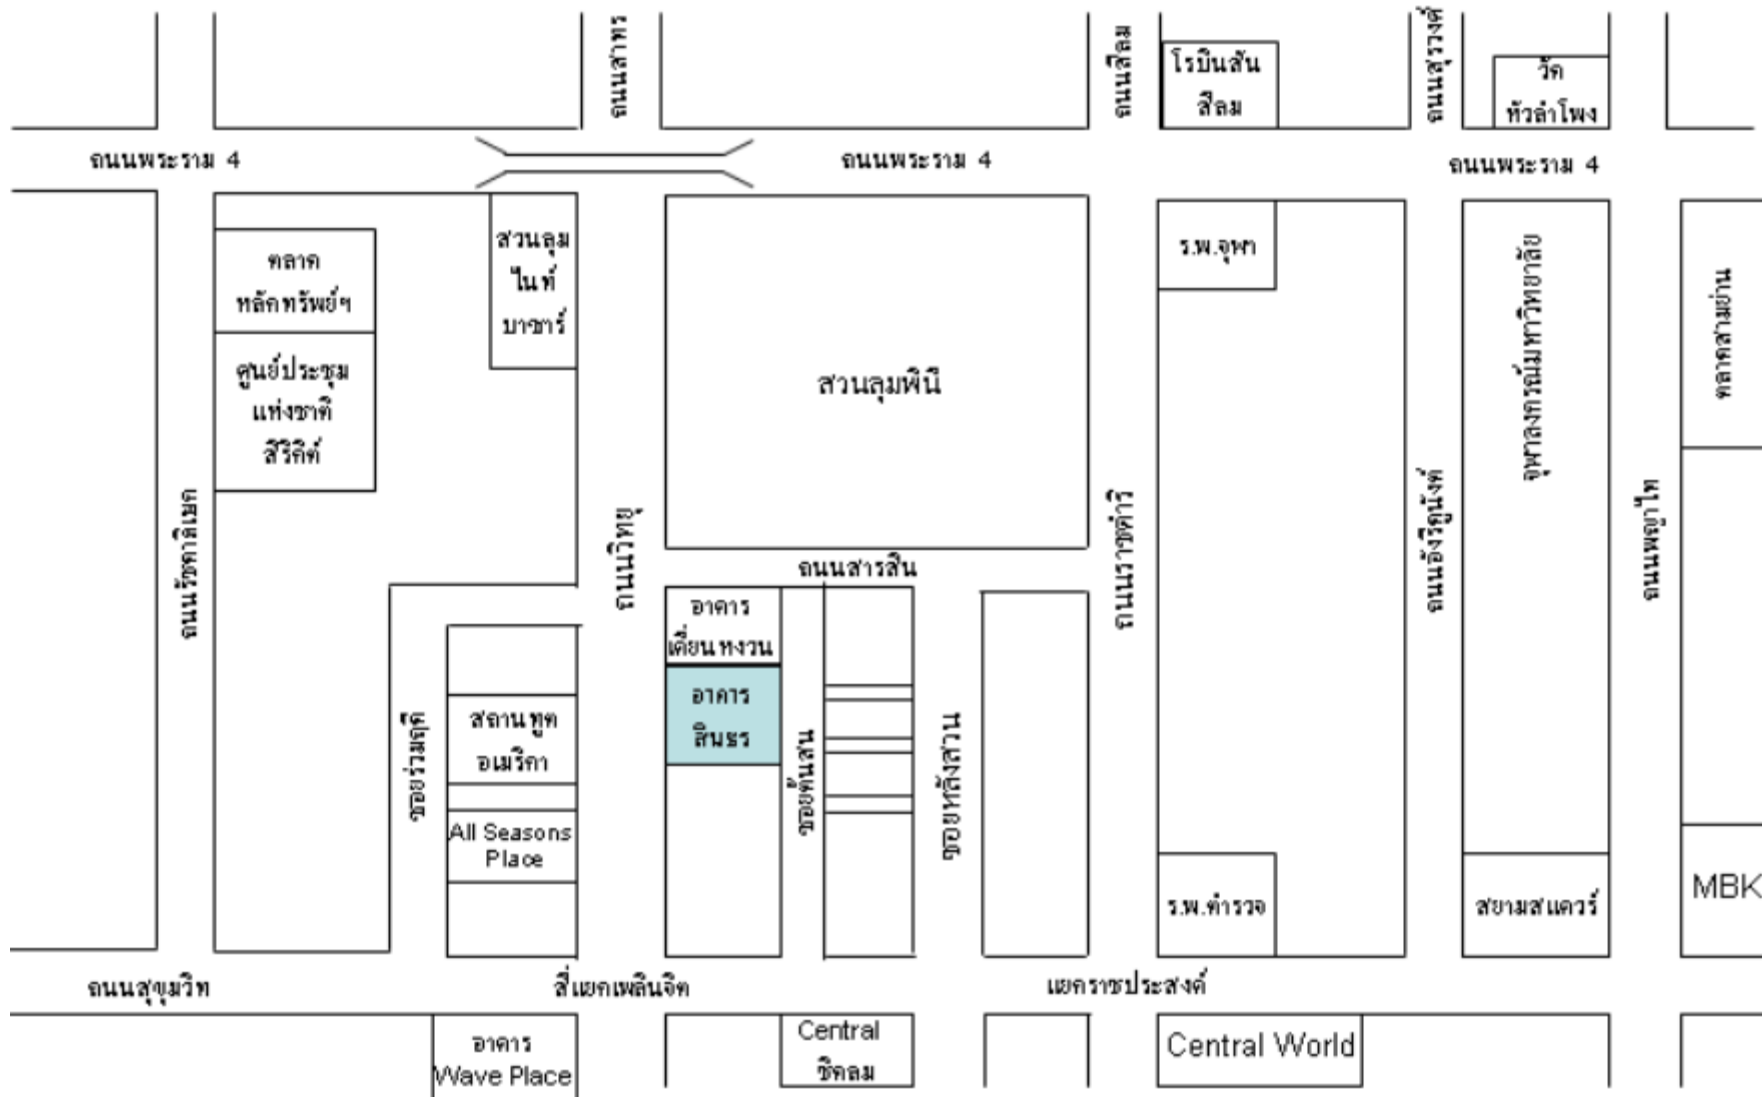 ถนนสาทร
ถนนสีลม
โรบินสัน
สีลม
ถนนสุรวงค์
วัด
หัวลำโพง
ถนนพระราม 4
ถนนพระราม 4
ถนนพระราม 4
ตลาด
หลักทรัพย์ฯ
ศูนย์ประชุม
แห่งชาติ
สิริกิต์
สวนลุม
ไนท์
บาซาร์
สวนลุมพินี
ร.พ.จุฬา
จุฬาลงกรณ์มหาวิทยาลัย
ตลาดสามย่าน
ถนนรัชดาภิเษก
ถนนวิทยุ
ถนนสารสิน
ถนนราชดำริ
ถนนอังรีดูนังต์
ถนนพญาไท
อาคาร
เคี่ยนหงวน
อาคาร
สินธร
ซอยร่วมฤดี
สถานทูต
อเมริกา
All Seasons
Place
ซอยต้นสน
ซอยหลังสวน
ร.พ.ตำรวจ
สยามสแควร์
MBK
ถนนสุขุมวิท
สี่แยกเพลินจิต
แยกราชประสงค์
อาคาร
Wave Place
Central
ชิดลม
Central World